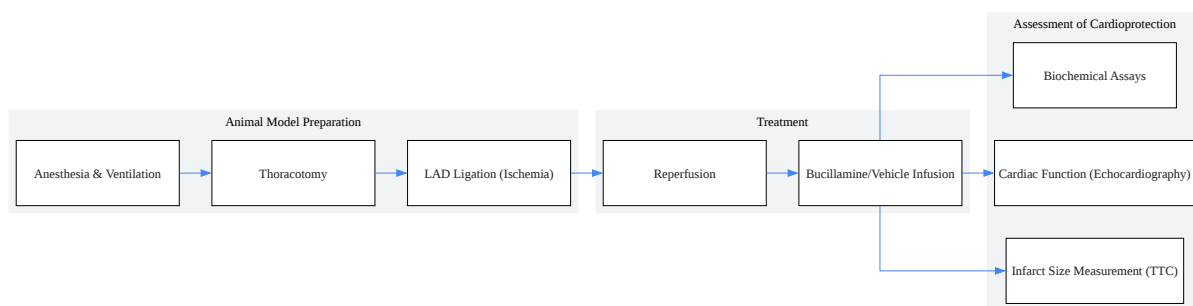 Assessment of Cardioprotection
Biochemical Assays
Animal Model Preparation
Treatment
Anesthesia & Ventilation
Thoracotomy
LAD Ligation (Ischemia)
Reperfusion
Bucillamine/Vehicle Infusion
Cardiac Function (Echocardiography)
Infarct Size Measurement (TTC)